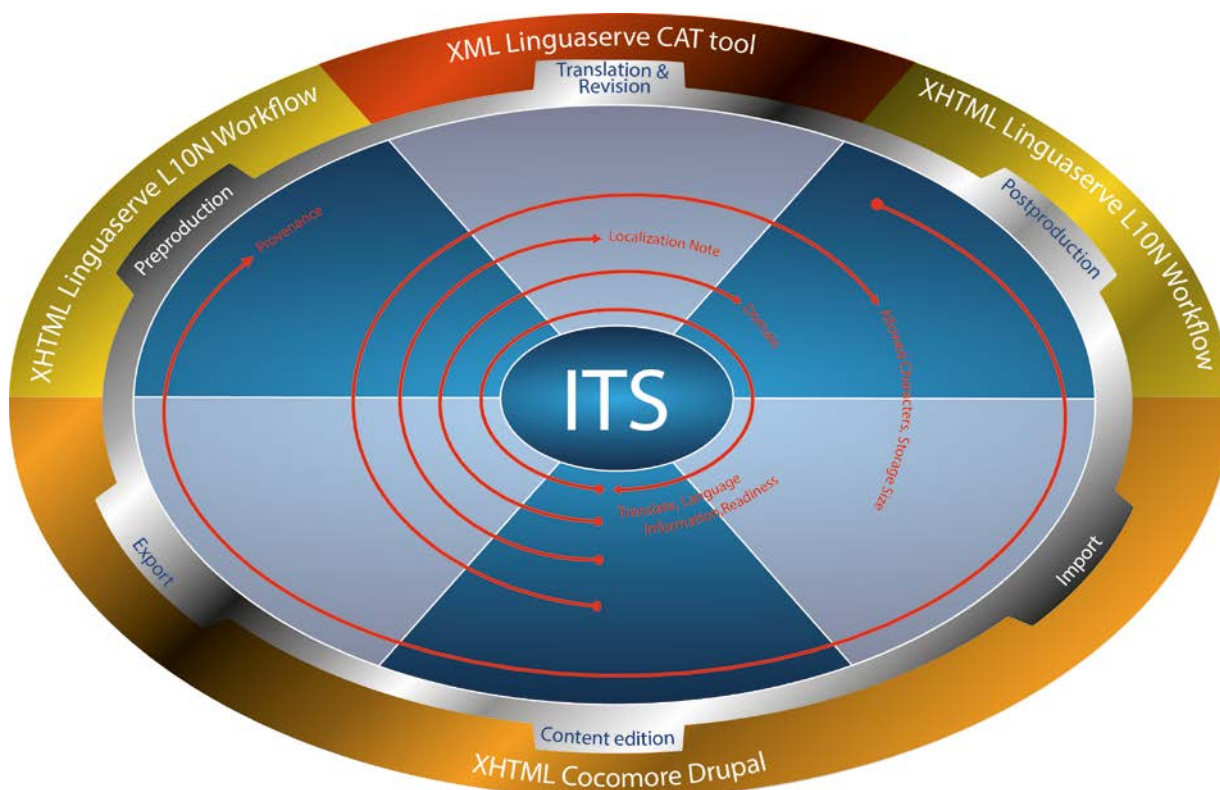 XML Linguaserve CAT tool
Translation &
Revision
XHTML Linguaserve L10N Workflow
XHTML Linguaserve L10N Workflow
Preproduction
Postproduction
Provenance
Localization Note
Domain
Allowed Characters, Storage Size
ITS
Translate, Language
Information,Readiness
Export
Import
Content edition
XHTML Cocomore Drupal